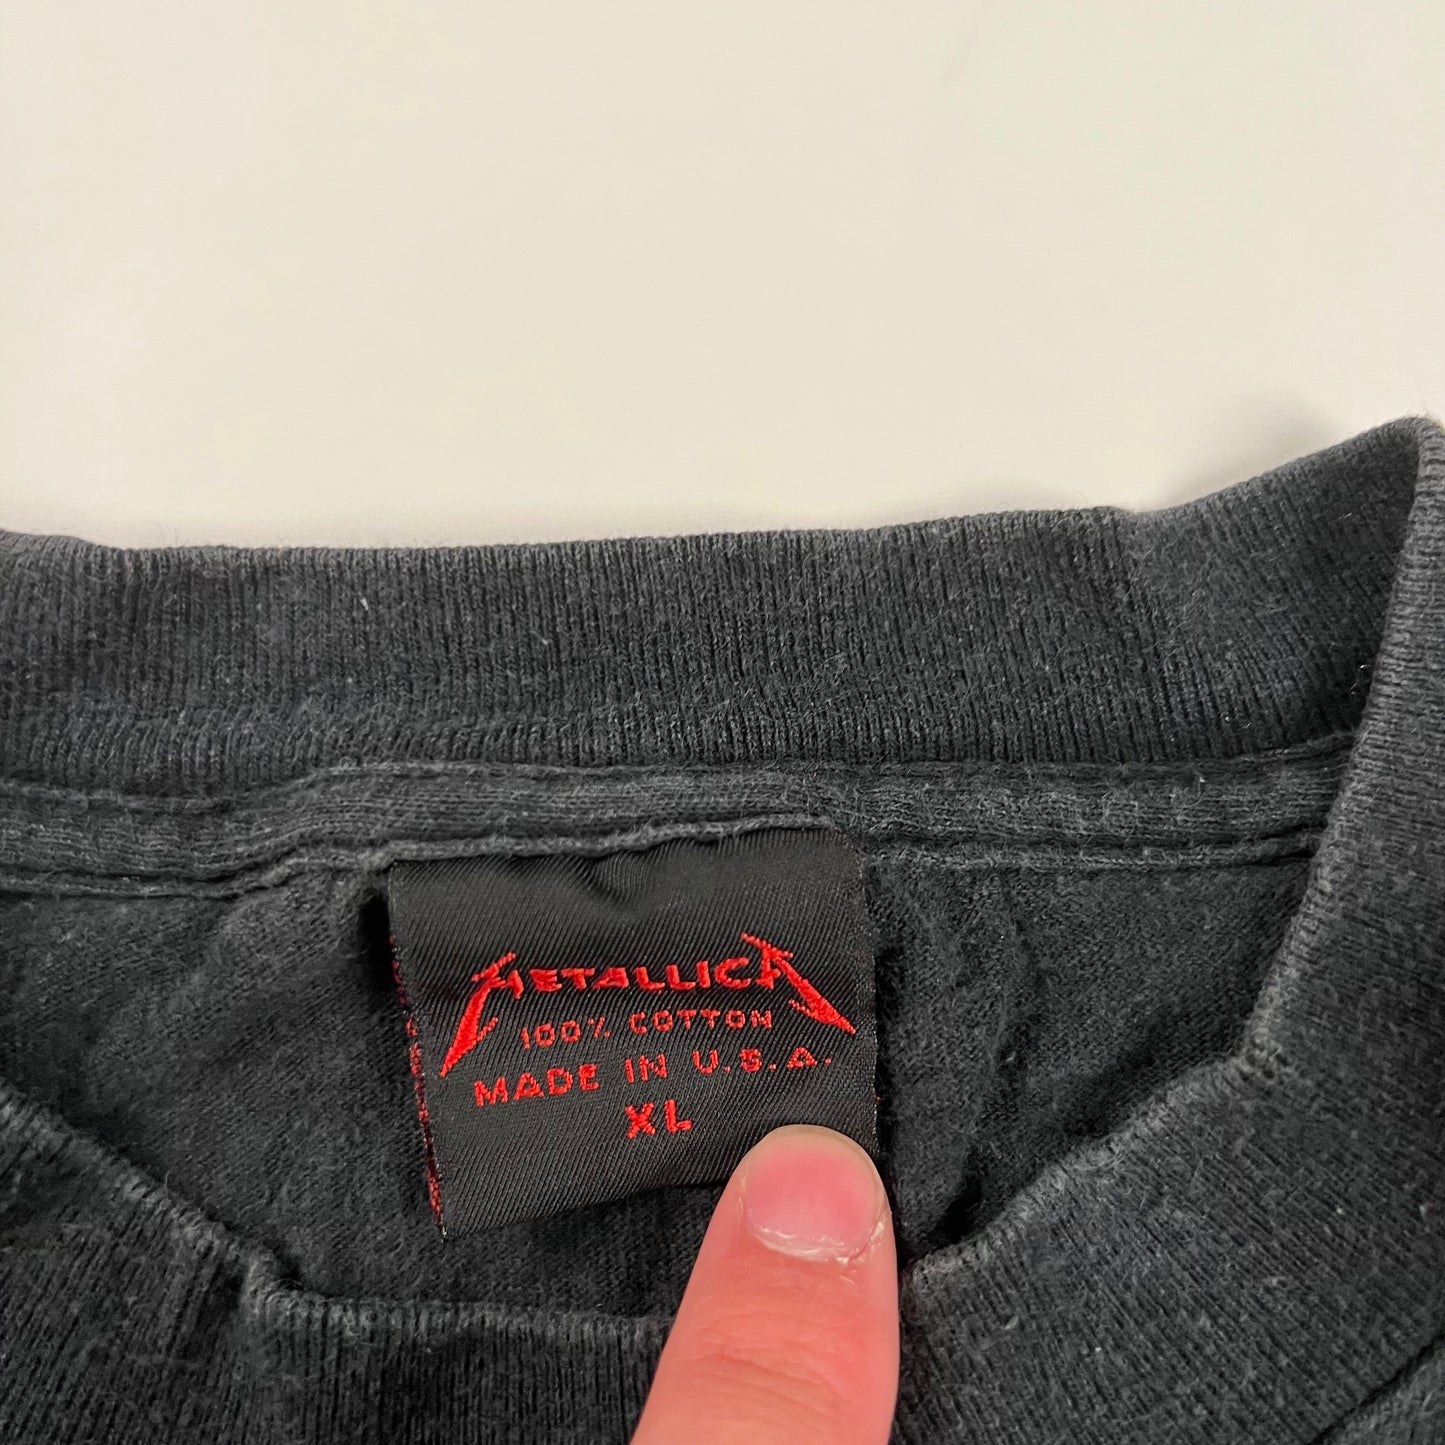 METALLICA
100% COTTON
MADE IN U.S.A.
XL